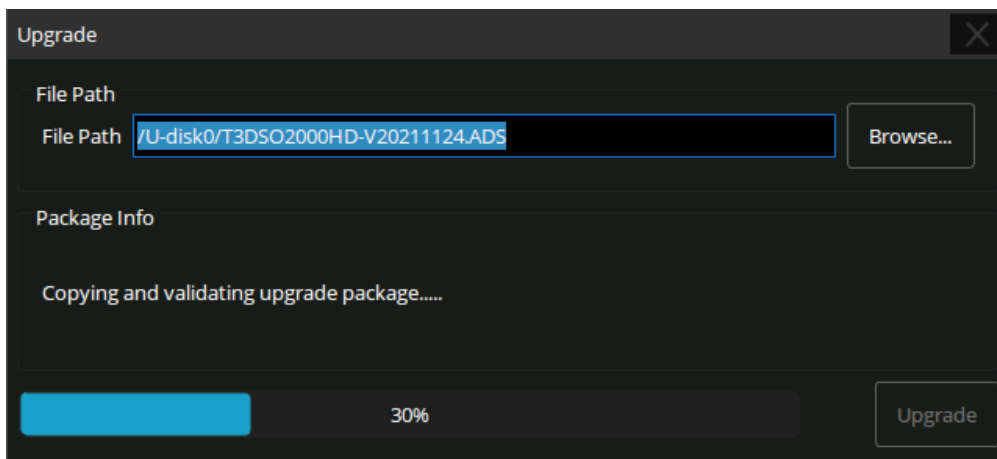 Upgrade
File Path
File Path /U-disk0/T3DSO2000HD-V20211124.ADS Browse...
Package Info
Copying and validating upgrade package.....
30% Upgrade